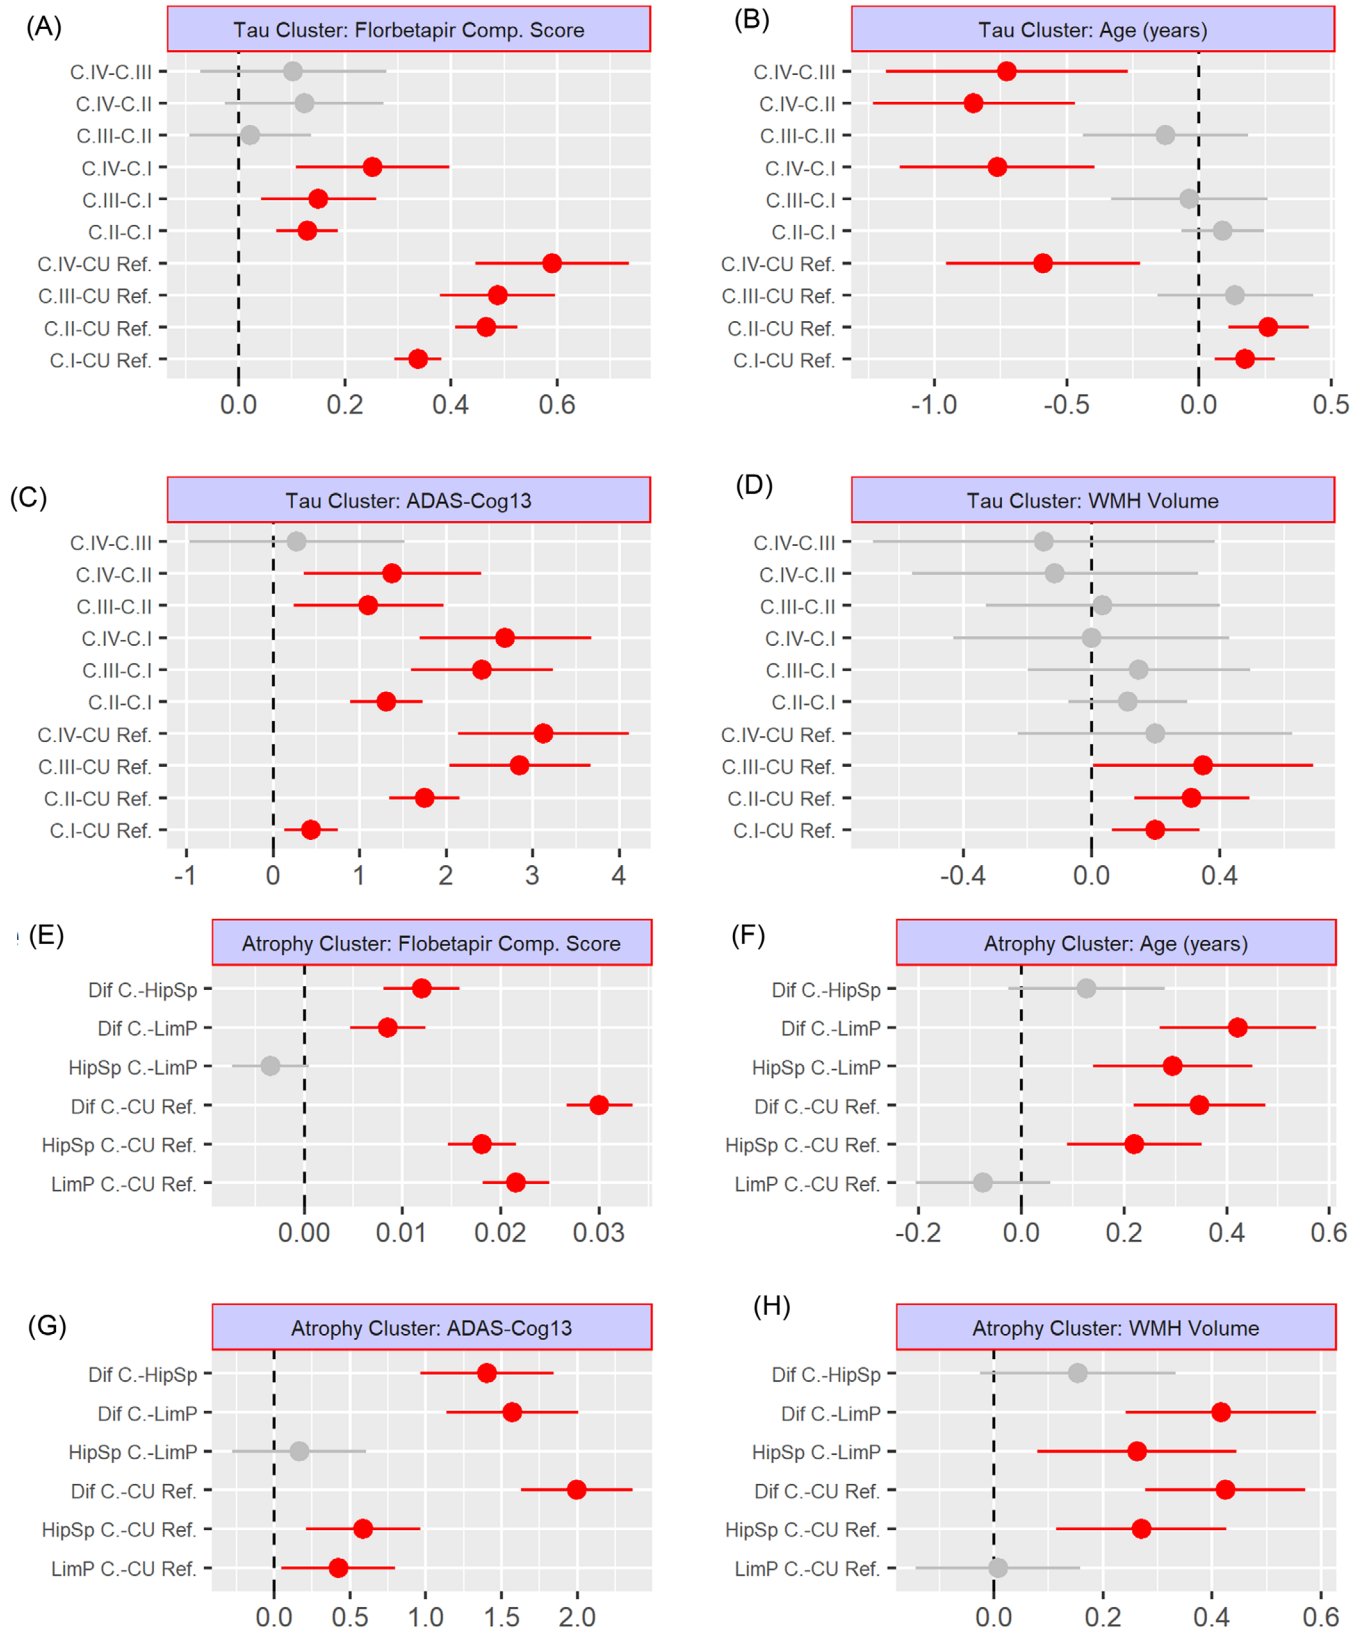 (A)
Tau Cluster: Florbetapir Comp. Score
C.IV-C.III
C.IV-C.II
C.III-C.II
C.IV-C.I
C.III-C.I
C.II-C.I
C.IV-CU Ref.
C.III-CU Ref.
C.II-CU Ref.
C.I-CU Ref.
0.0 0.2 0.4 0.6
(B)
Tau Cluster: Age (years)
C.IV-C.III
C.IV-C.II
C.III-C.II
C.IV-C.I
C.III-C.I
C.II-C.I
C.IV-CU Ref.
C.III-CU Ref.
C.II-CU Ref.
C.I-CU Ref.
-1.0 -0.5 0.0 0.5
(C)
Tau Cluster: ADAS-Cog13
C.IV-C.III
C.IV-C.II
C.III-C.II
C.IV-C.I
C.III-C.I
C.II-C.I
C.IV-CU Ref.
C.III-CU Ref.
C.II-CU Ref.
C.I-CU Ref.
-1 0 1 2 3 4
(D)
Tau Cluster: WMH Volume
C.IV-C.III
C.IV-C.II
C.III-C.II
C.IV-C.I
C.III-C.I
C.II-C.I
C.IV-CU Ref.
C.III-CU Ref.
C.II-CU Ref.
C.I-CU Ref.
-0.4 0.0 0.4
(E)
Atrophy Cluster: Flobetapir Comp. Score
Dif C.-HipSp
Dif C.-LimP
HipSp C.-LimP
Dif C.-CU Ref.
HipSp C.-CU Ref.
LimP C.-CU Ref.
0.00 0.01 0.02 0.03
(F)
Atrophy Cluster: Age (years)
Dif C.-HipSp
Dif C.-LimP
HipSp C.-LimP
Dif C.-CU Ref.
HipSp C.-CU Ref.
LimP C.-CU Ref.
-0.2 0.0 0.2 0.4 0.6
(G)
Atrophy Cluster: ADAS-Cog13
Dif C.-HipSp
Dif C.-LimP
HipSp C.-LimP
Dif C.-CU Ref.
HipSp C.-CU Ref.
LimP C.-CU Ref.
0.0 0.5 1.0 1.5 2.0
(H)
Atrophy Cluster: WMH Volume
Dif C.-HipSp
Dif C.-LimP
HipSp C.-LimP
Dif C.-CU Ref.
HipSp C.-CU Ref.
LimP C.-CU Ref.
0.0 0.2 0.4 0.6